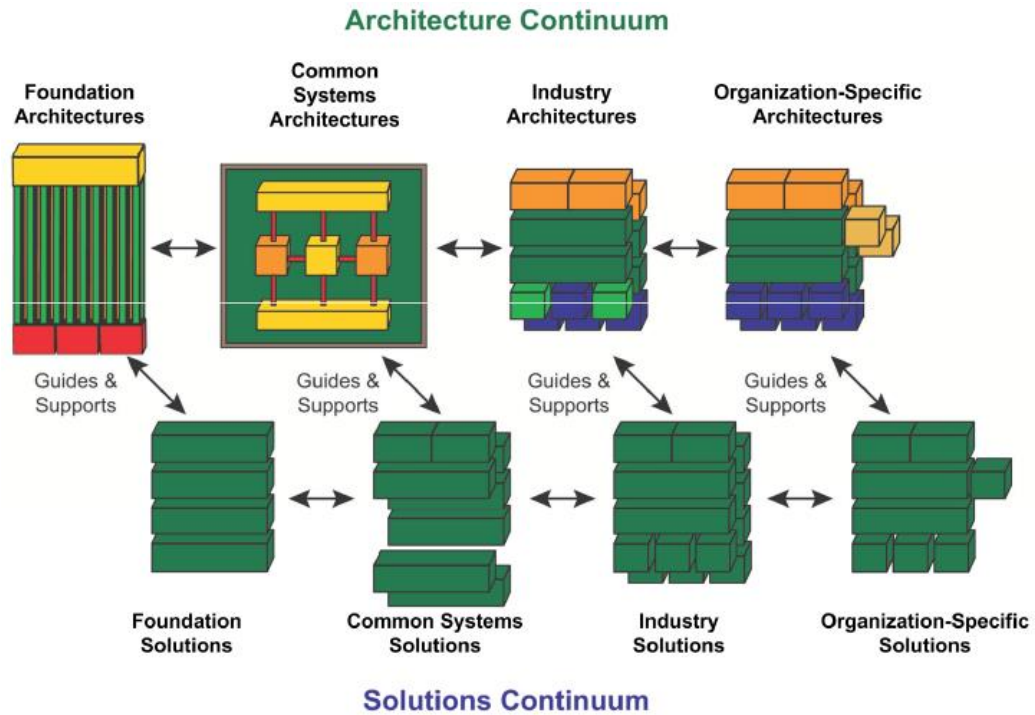 Architecture Continuum
Foundation
Architectures
Common
Systems
Architectures
Industry
Architectures
Organization-Specific
Architectures
Guides &
Supports
Guides &
Supports
Guides &
Supports
Guides &
Supports
Foundation
Solutions
Common Systems
Solutions
Industry
Solutions
Organization-Specific
Solutions
Solutions Continuum